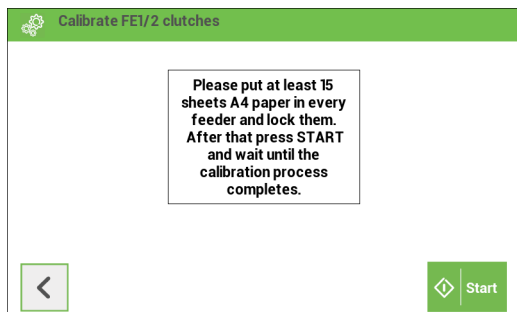 Calibrate FE1/2 clutches
Please put at least 15
sheets A4 paper in every
feeder and lock them.
After that press START
and wait until the
calibration process
completes.
Start